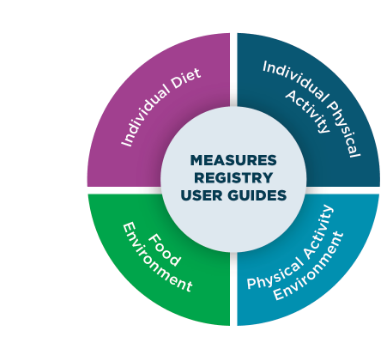 Individual Diet
Individual Physical
Activity
MEASURES
REGISTRY
USER GUIDES
Food
Environment
Physical Activity
Environment